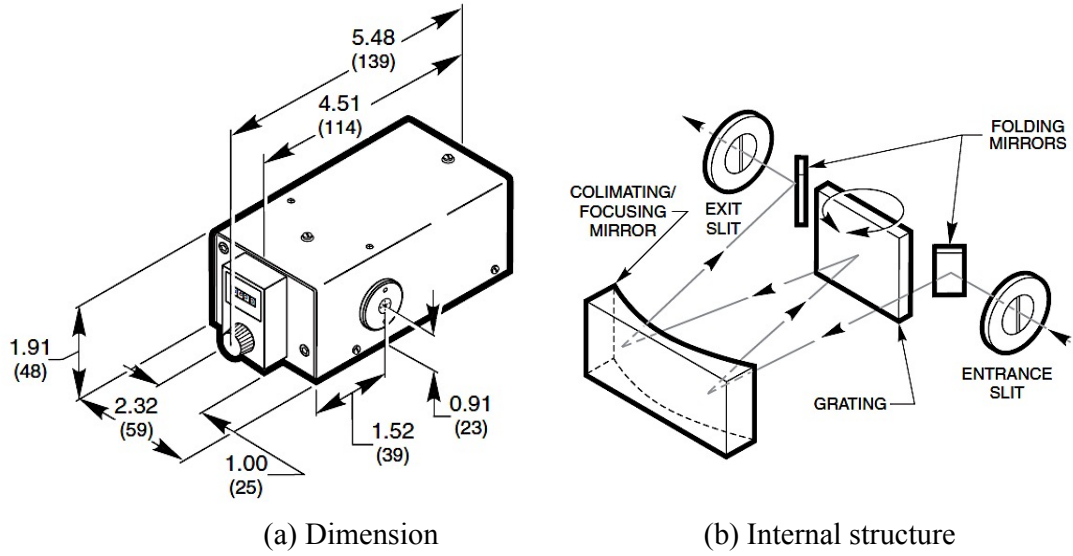 5.48
(139)
4.51
(114)
1.91
(48)
2.32
(59)
1.00
(25)
1.52
(39)
0.91
(23)
COLIMATING/
FOCUSING
MIRROR
EXIT
SLIT
FOLDING
MIRRORS
GRATING
ENTRANCE
SLIT
(a) Dimension
(b) Internal structure